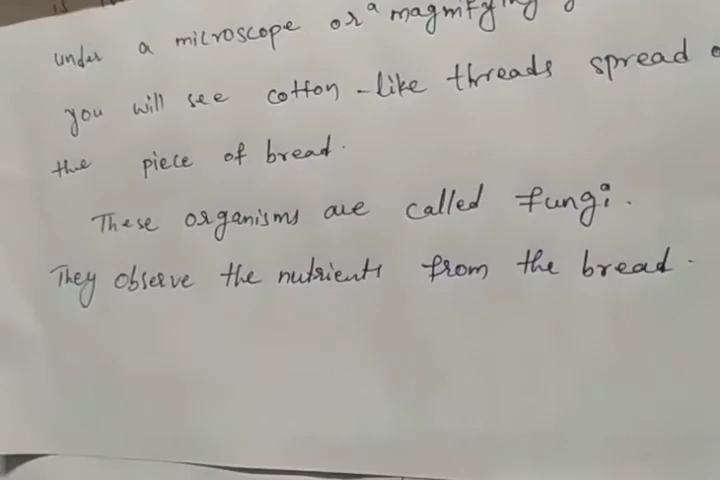 under a microscope or a magnifying
you will see cotton-like threads spread
the piece of bread.
These organisms are called fungi.
They observe the nutrients from the bread.